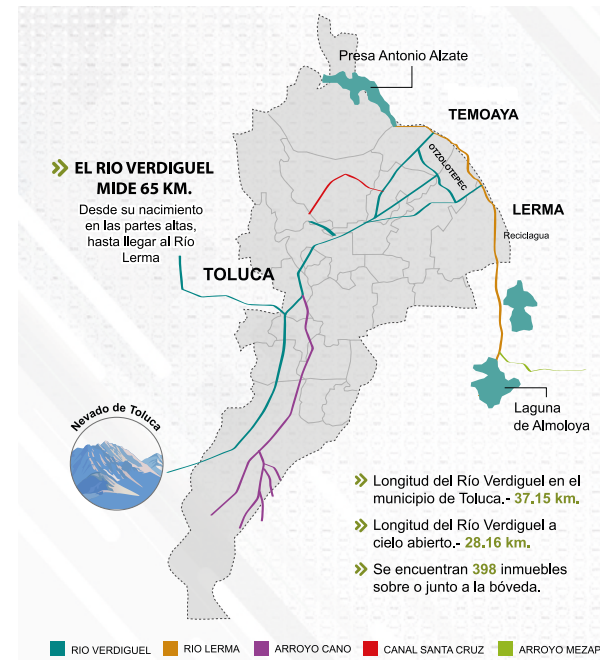 Presa Antonio Alzate
TEMOAYA
OTZOLOTEPEC
EL RIO VERDIGUEL
MIDE 65 KM.
Desde su nacimiento
en las partes altas,
hasta llegar al Río
Lerma
LERMA
Reciclagua
TOLUCA
Nevado de Toluca
Laguna
de Almoloya
Longitud del Río Verdiguel en el
municipio de Toluca.- 37.15 km.
Longitud del Río Verdiguel a
cielo abierto.- 28.16 km.
Se encuentran 398 inmuebles
sobre o junto a la bóveda.
RIO VERDIGUEL RIO LERMA ARROYO CANO CANAL SANTA CRUZ ARROYO MEZAP